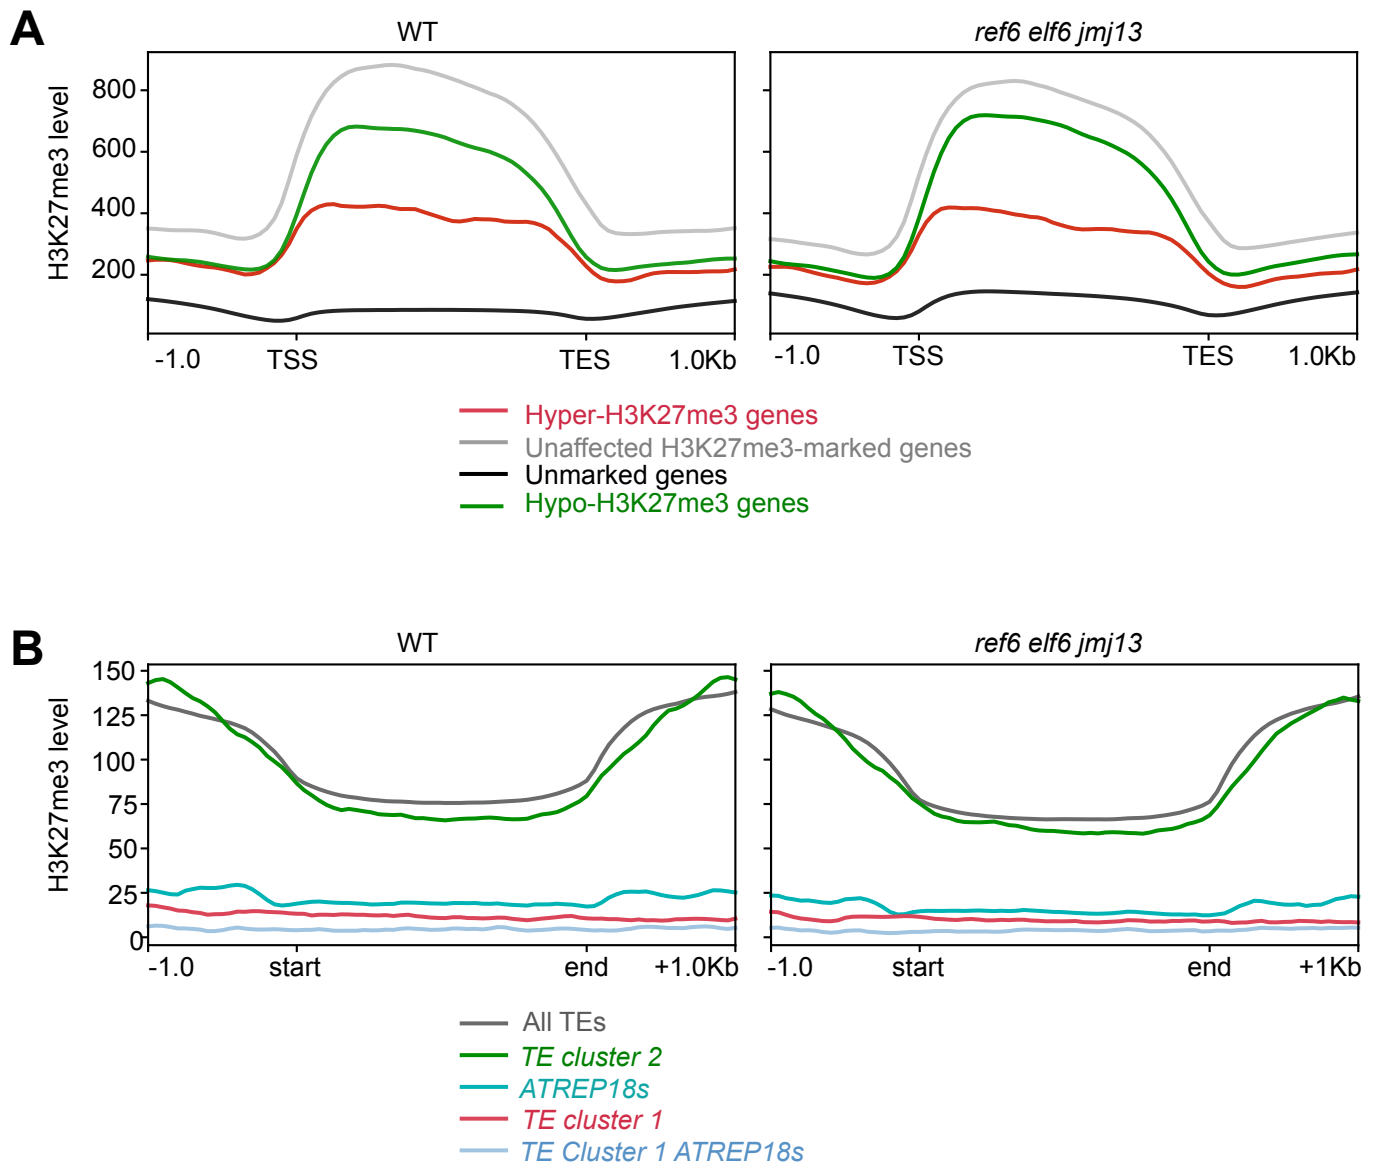 A
WT
ref6 elf6 jmj13
H3K27me3 level
800
600
400
200
-1.0
TSS
TES
1.0Kb
-1.0
TSS
TES
1.0Kb
Hyper-H3K27me3 genes
Unaffected H3K27me3-marked genes
Unmarked genes
Hypo-H3K27me3 genes
B
WT
ref6 elf6 jmj13
H3K27me3 level
150
125
100
75
50
25
0
-1.0
start
end
+1.0Kb
-1.0
start
end
+1Kb
All TEs
TE cluster 2
ATREP18s
TE cluster 1
TE Cluster 1 ATREP18s